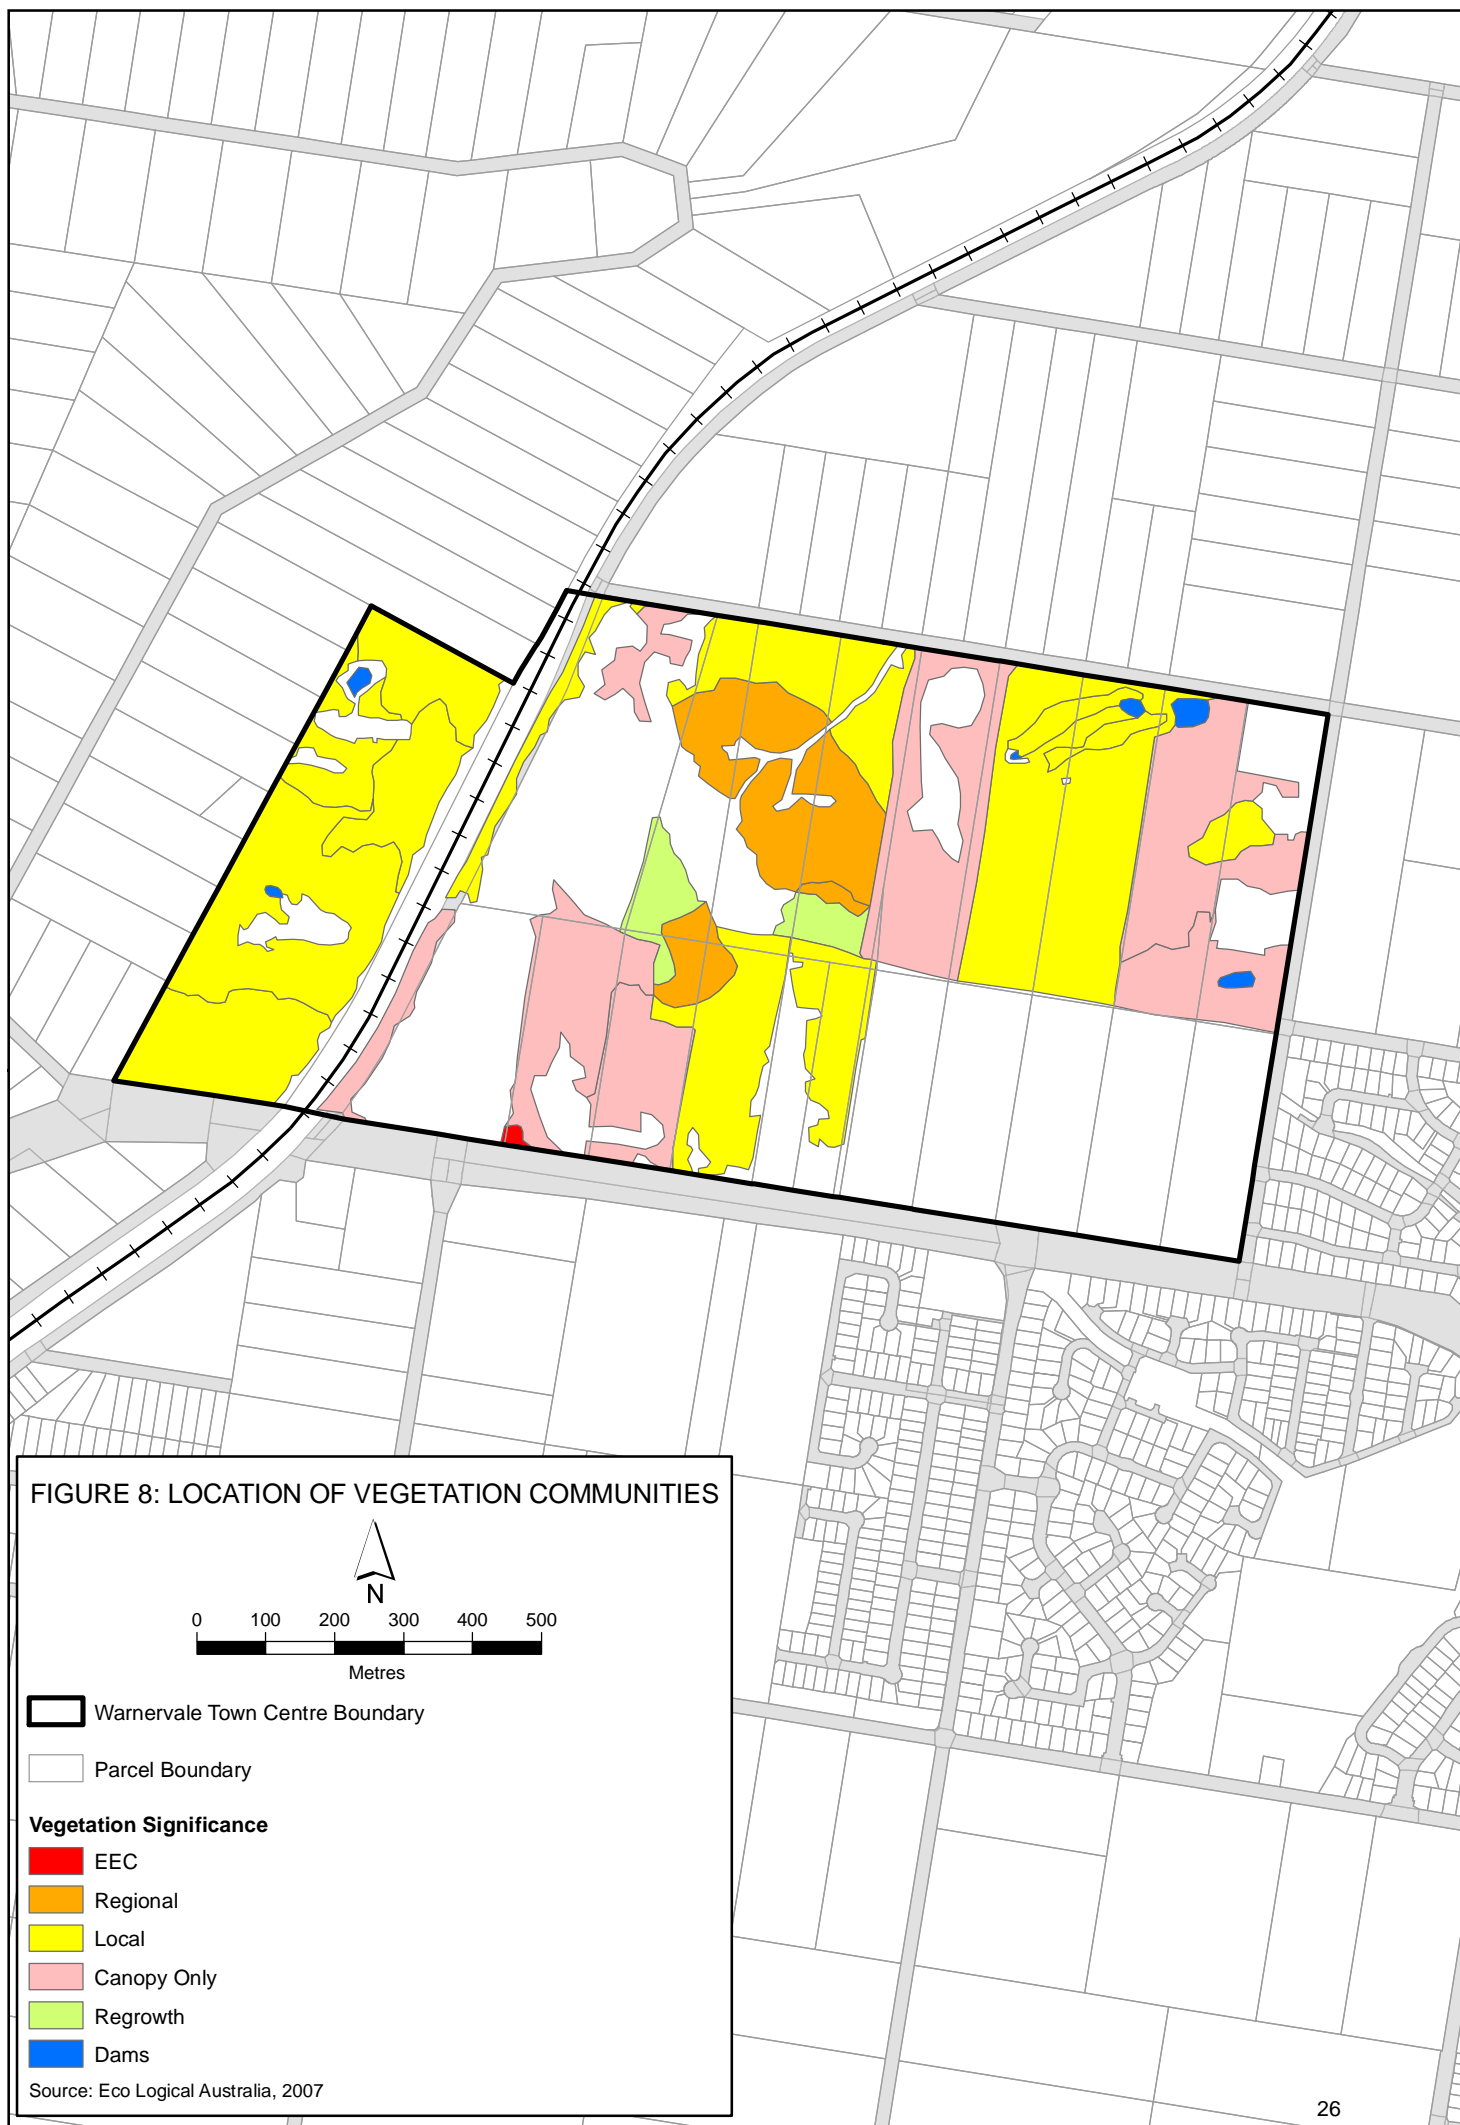 FIGURE 8: LOCATION OF VEGETATION COMMUNITIES
N
0 100 200 300 400 500
Metres
Warnervale Town Centre Boundary
Parcel Boundary
Vegetation Significance
EEC
Regional
Local
Canopy Only
Regrowth
Dams
Source: Eco Logical Australia, 2007
26